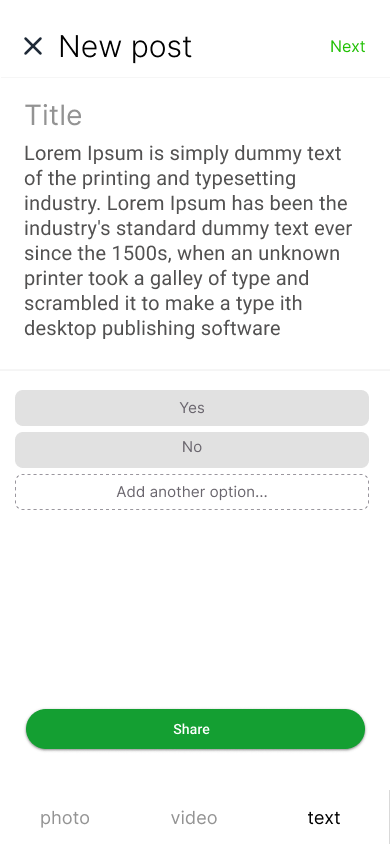 New post
Next
Title
Lorem Ipsum is simply dummy text
of the printing and typesetting
industry. Lorem Ipsum has been the
industry's standard dummy text ever
since the 1500s, when an unknown
printer took a galley of type and
scrambled it to make a type ith
desktop publishing software
Yes
No
Add another option...
Share
photo
video
text